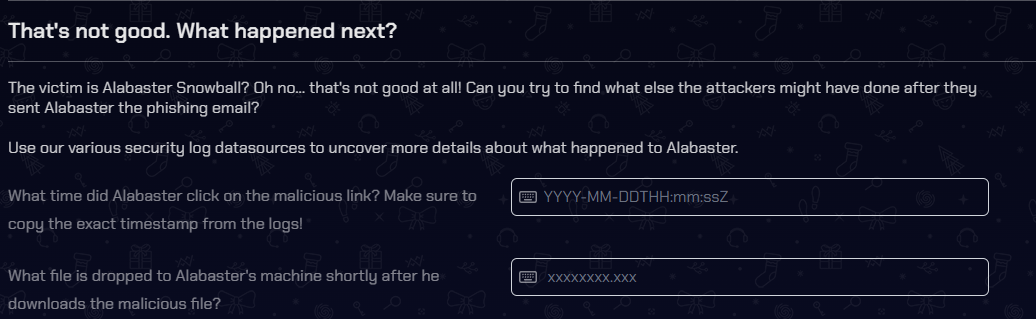 That's not good. What happened next?
The victim is Alabaster Snowball? Oh no... that's not good at all! Can you try to find what else the attackers might have done after they
sent Alabaster the phishing email?
Use our various security log datasources to uncover more details about what happened to Alabaster.
What time did Alabaster click on the malicious link? Make sure to
copy the exact timestamp from the logs!
YYYY-MM-DDTHH:mm:ssZ
What file is dropped to Alabaster's machine shortly after he
downloads the malicious file?
xxxxxxxx.xxx